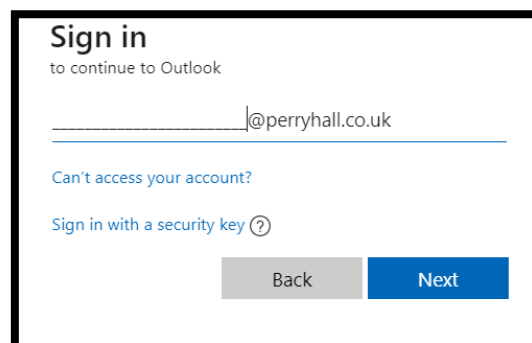 Sign in
to continue to Outlook
________________________@perryhall.co.uk
Can't access your account?
Sign in with a security key ?
Back Next